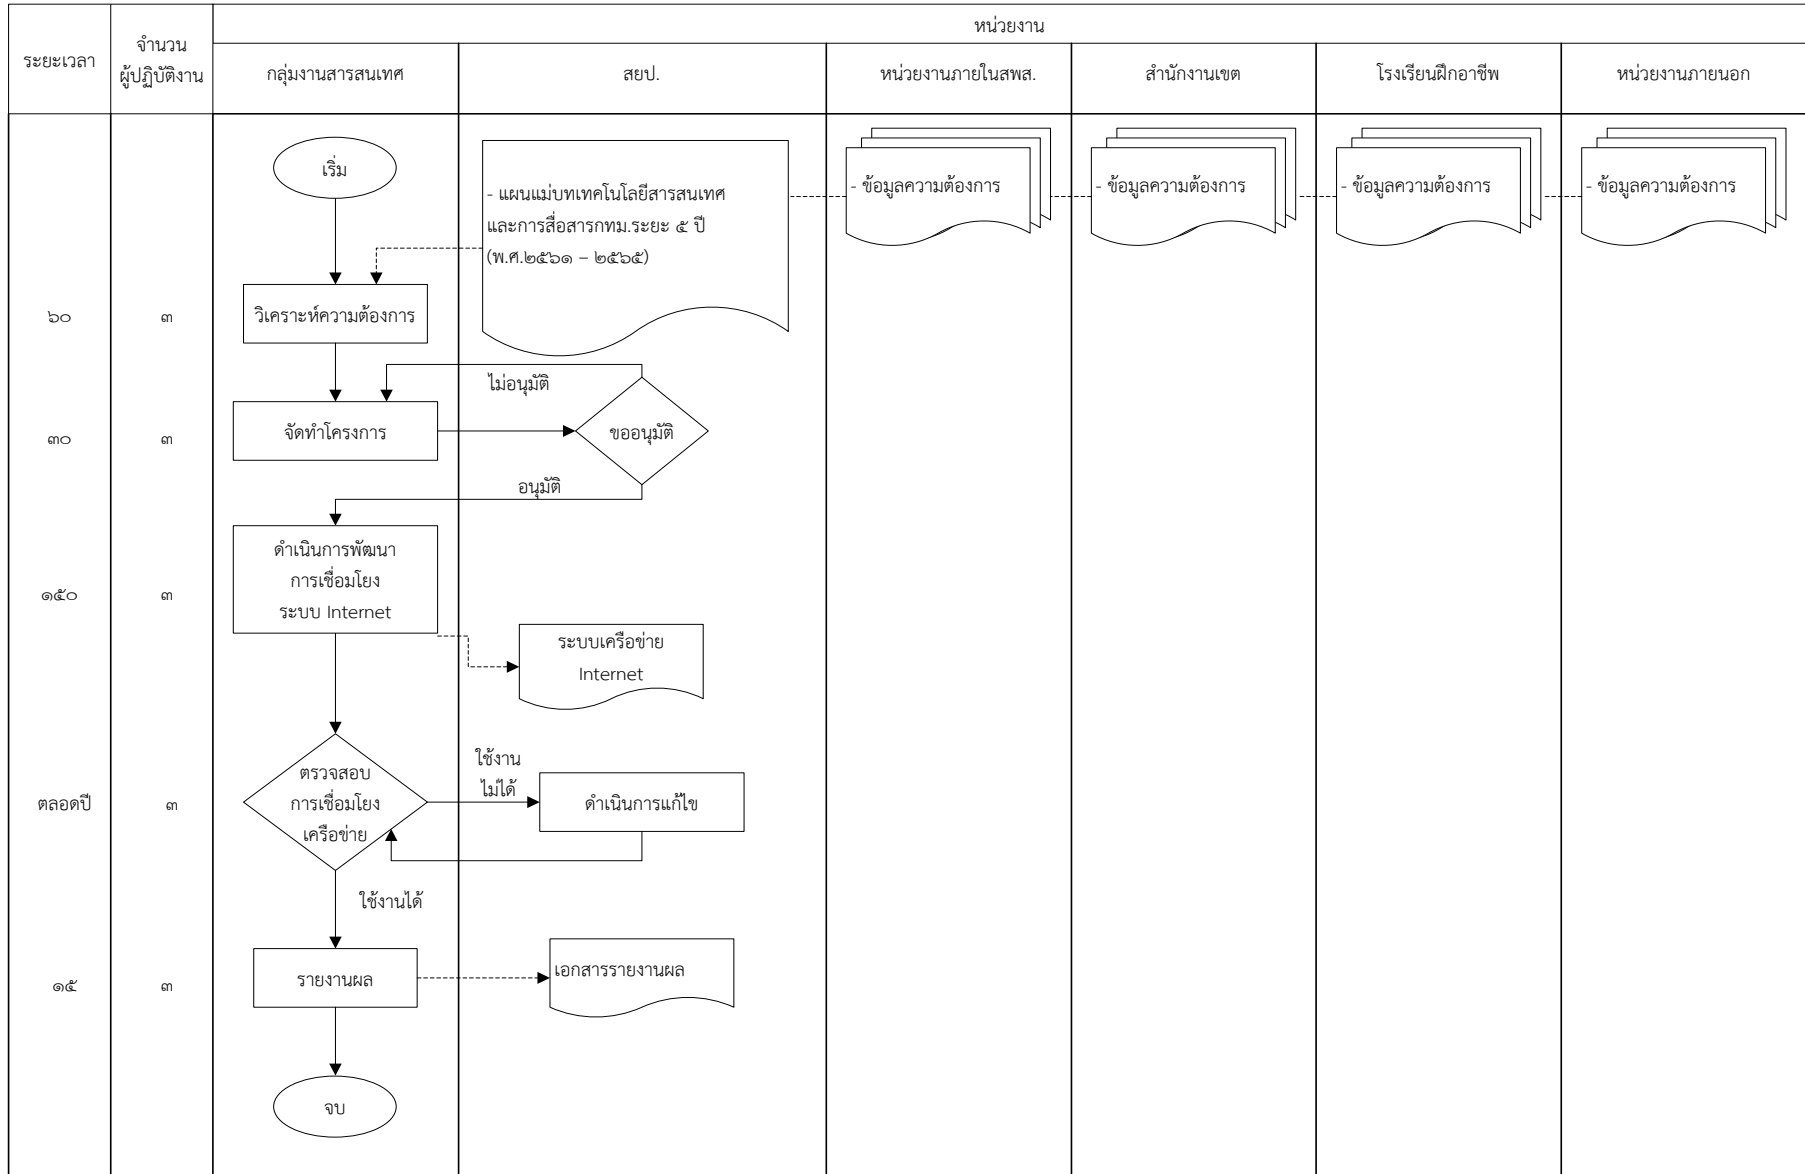 หน่วยงาน
ระยะเวลา
จำนวน
ผู้ปฏิบัติงาน
กลุ่มงานสารสนเทศ
สยป.
หน่วยงานภายในสพส.
สำนักงานเขต
โรงเรียนฝึกอาชีพ
หน่วยงานภายนอก
เริ่ม
- แผนแม่บทเทคโนโลยีสารสนเทศ
และการสื่อสารกทม.ระยะ ๕ ปี
(พ.ศ.๒๕๖๑ – ๒๕๖๕)
- ข้อมูลความต้องการ
- ข้อมูลความต้องการ
- ข้อมูลความต้องการ
- ข้อมูลความต้องการ
๖๐
๓
วิเคราะห์ความต้องการ
ไม่อนุมัติ
๓๐
๓
จัดทำโครงการ
ขออนุมัติ
อนุมัติ
๑๕๐
๓
ดำเนินการพัฒนา
การเชื่อมโยง
ระบบ Internet
ระบบเครือข่าย
Internet
ตลอดปี
๓
ตรวจสอบ
การเชื่อมโยง
เครือข่าย
ใช้งาน
ไม่ได้
ดำเนินการแก้ไข
ใช้งานได้
๑๕
๓
รายงานผล
เอกสารรายงานผล
จบ